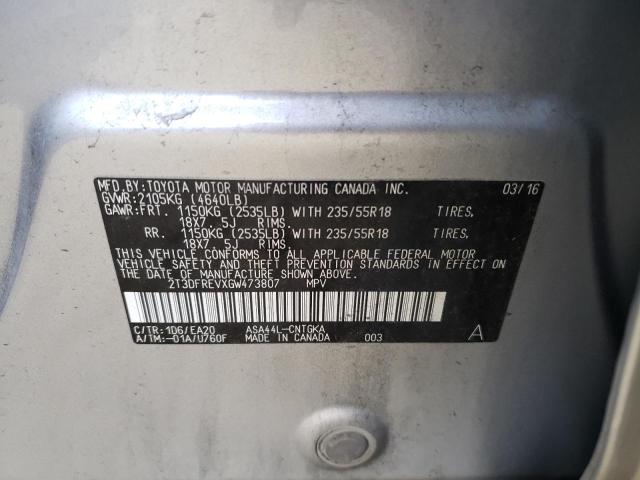 MFD.BY:TOYOTA MOTOR MANUFACTURING CANADA INC. 03/16
GVWR:2105KG (4640LB)
GAWR:FRT. 1150KG (2535LB) WITH 235/55R18 TIRES,
18X7.5J RIMS.
RR. 1150KG (2535LB) WITH 235/55R18 TIRES,
18X7.5J RIMS.
THIS VEHICLE CONFORMS TO ALL APPLICABLE FEDERAL MOTOR
VEHICLE SAFETY AND THEFT PREVENTION STANDARDS IN EFFECT ON
THE DATE OF MANUFACTURE SHOWN ABOVE.
2T3DFREVXGW473807 MPV
C/TR:1D6/EA20 ASA44L-CNTGKA
A/TM:-01A/U760F MADE IN CANADA 003 A